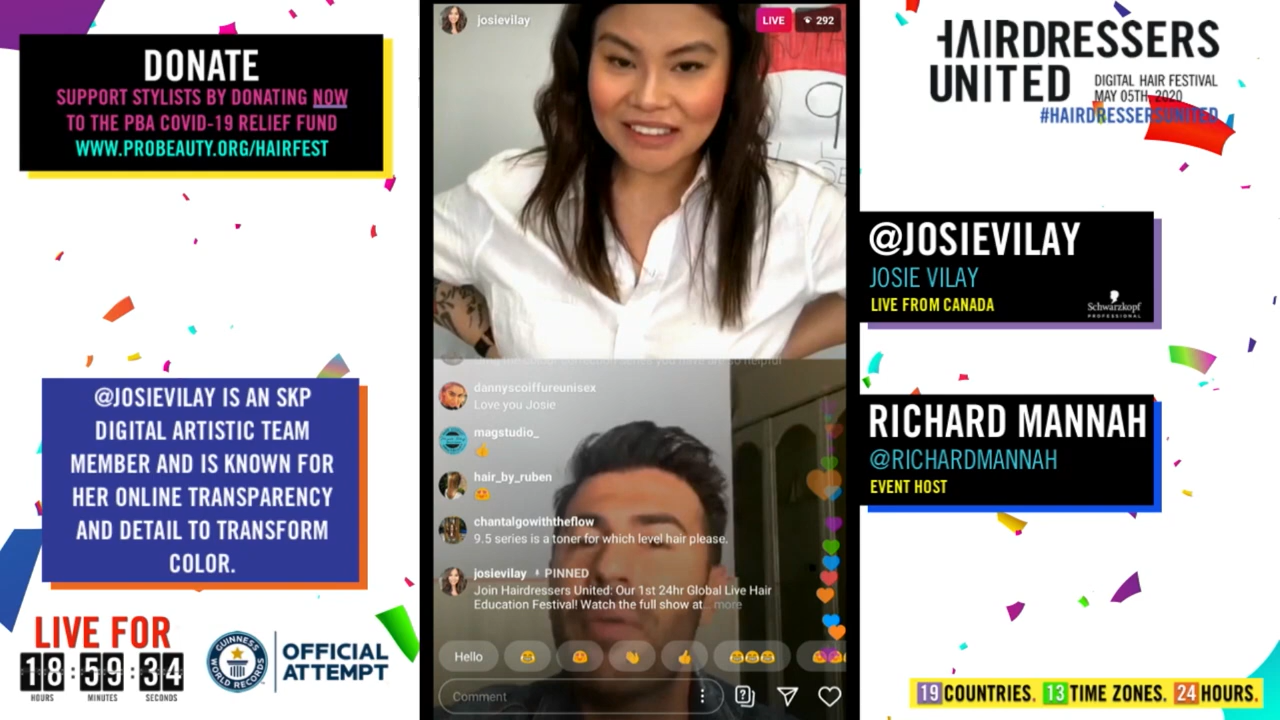 DONATE
SUPPORT STYLISTS BY DONATING NOW
TO THE PBA COVID-19 RELIEF FUND
WWW.PROBEAUTY.ORG/HAIRFEST
@JOSIEVILAY IS AN SKP
DIGITAL ARTISTIC TEAM
MEMBER AND IS KNOWN FOR
HER ONLINE TRANSPARENCY
AND DETAIL TO TRANSFORM
COLOR.
LIVE FOR
18:59:34
HOURS MINUTES SECONDS
GUINNESS WORLD RECORDS
OFFICIAL
ATTEMPT
josievilay
LIVE 292
dannyscoiffeureunisex
Love you Josie
magstudio_
👍
hair_by_ruben
😍
chantalgowiththeflow
9.5 series is a toner for which level hair please.
josievilay PINNED
Join Hairdressers United: Our 1st 24hr Global Live Hair
Education Festival! Watch the full show at... more
Hello
Comment
HAIRDRESSERS
UNITED
DIGITAL HAIR FESTIVAL
MAY 05TH, 2020
#HAIRDRESSERSUNITED
@JOSIEVILAY
JOSIE VILAY
LIVE FROM CANADA
Schwarzkopf
PROFESSIONAL
RICHARD MANNAH
@RICHARDMANNAH
EVENT HOST
19 COUNTRIES. 13 TIME ZONES. 24 HOURS.